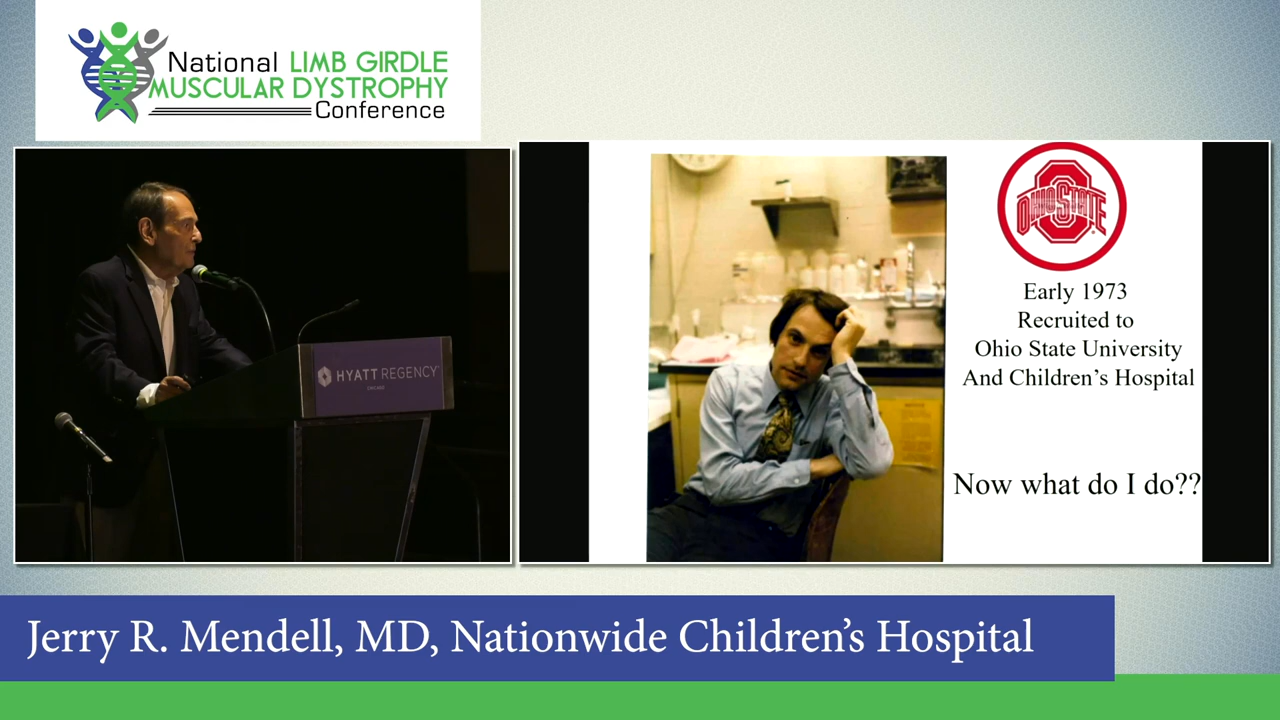 National LIMB GIRDLE
MUSCULAR DYSTROPHY
Conference
HYATT REGENCY
CHICAGO
OHIO STATE
Early 1973
Recruited to
Ohio State University
And Children’s Hospital
Now what do I do??
Jerry R. Mendell, MD, Nationwide Children’s Hospital